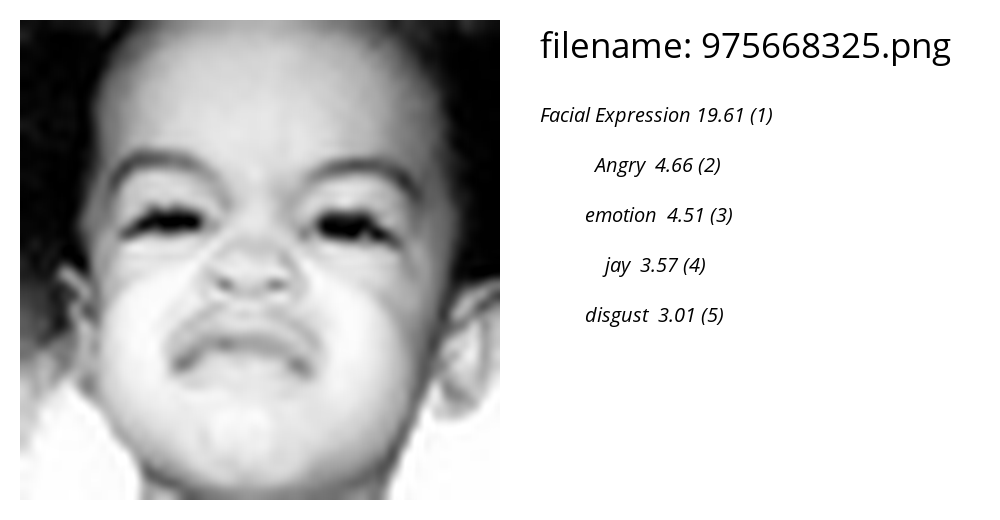 filename: 975668325.png
Facial Expression 19.61 (1)
Angry 4.66 (2)
emotion 4.51 (3)
jay 3.57 (4)
disgust 3.01 (5)